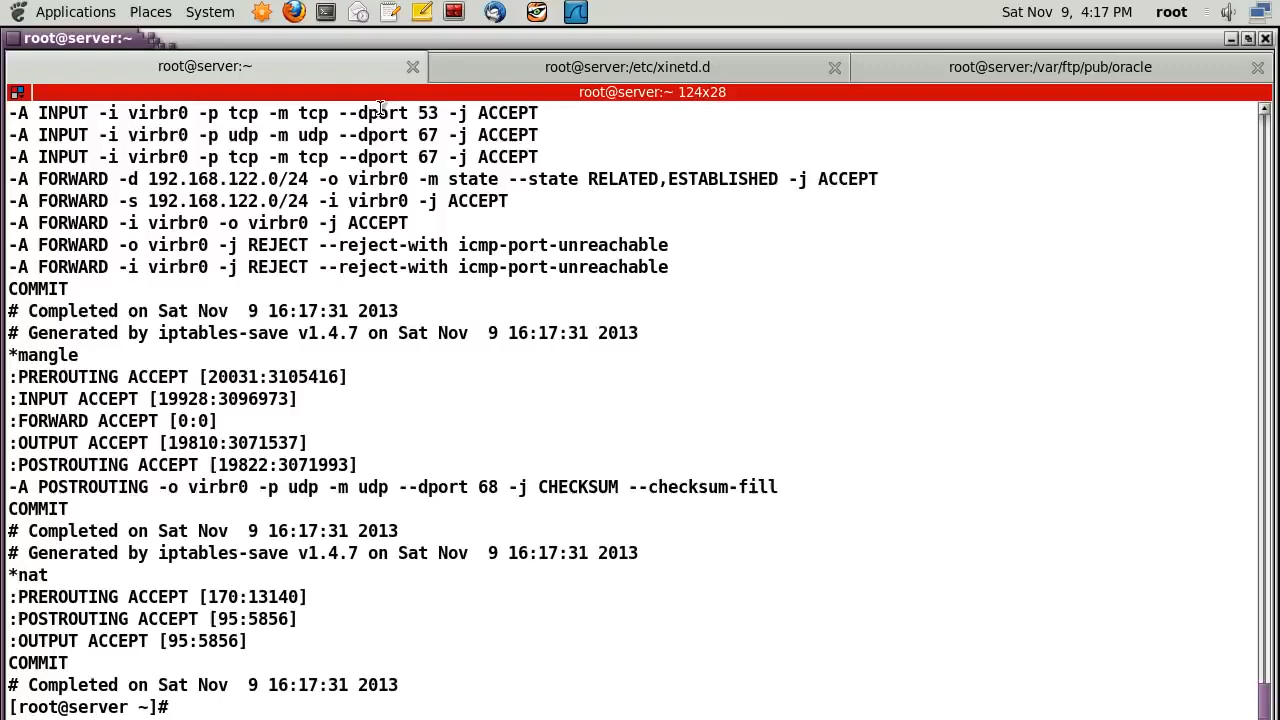 Applications Places System Sat Nov 9, 4:17 PM root
root@server:~
root@server:~ root@server:/etc/xinetd.d root@server:/var/ftp/pub/oracle
root@server:~ 124x28
-A INPUT -i virbr0 -p tcp -m tcp --dport 53 -j ACCEPT
-A INPUT -i virbr0 -p udp -m udp --dport 67 -j ACCEPT
-A INPUT -i virbr0 -p tcp -m tcp --dport 67 -j ACCEPT
-A FORWARD -d 192.168.122.0/24 -o virbr0 -m state --state RELATED,ESTABLISHED -j ACCEPT
-A FORWARD -s 192.168.122.0/24 -i virbr0 -j ACCEPT
-A FORWARD -i virbr0 -o virbr0 -j ACCEPT
-A FORWARD -o virbr0 -j REJECT --reject-with icmp-port-unreachable
-A FORWARD -i virbr0 -j REJECT --reject-with icmp-port-unreachable
COMMIT
# Completed on Sat Nov  9 16:17:31 2013
# Generated by iptables-save v1.4.7 on Sat Nov  9 16:17:31 2013
*mangle
:PREROUTING ACCEPT [20031:3105416]
:INPUT ACCEPT [19928:3096973]
:FORWARD ACCEPT [0:0]
:OUTPUT ACCEPT [19810:3071537]
:POSTROUTING ACCEPT [19822:3071993]
-A POSTROUTING -o virbr0 -p udp -m udp --dport 68 -j CHECKSUM --checksum-fill
COMMIT
# Completed on Sat Nov  9 16:17:31 2013
# Generated by iptables-save v1.4.7 on Sat Nov  9 16:17:31 2013
*nat
:PREROUTING ACCEPT [170:13140]
:POSTROUTING ACCEPT [95:5856]
:OUTPUT ACCEPT [95:5856]
COMMIT
# Completed on Sat Nov  9 16:17:31 2013
[root@server ~]#